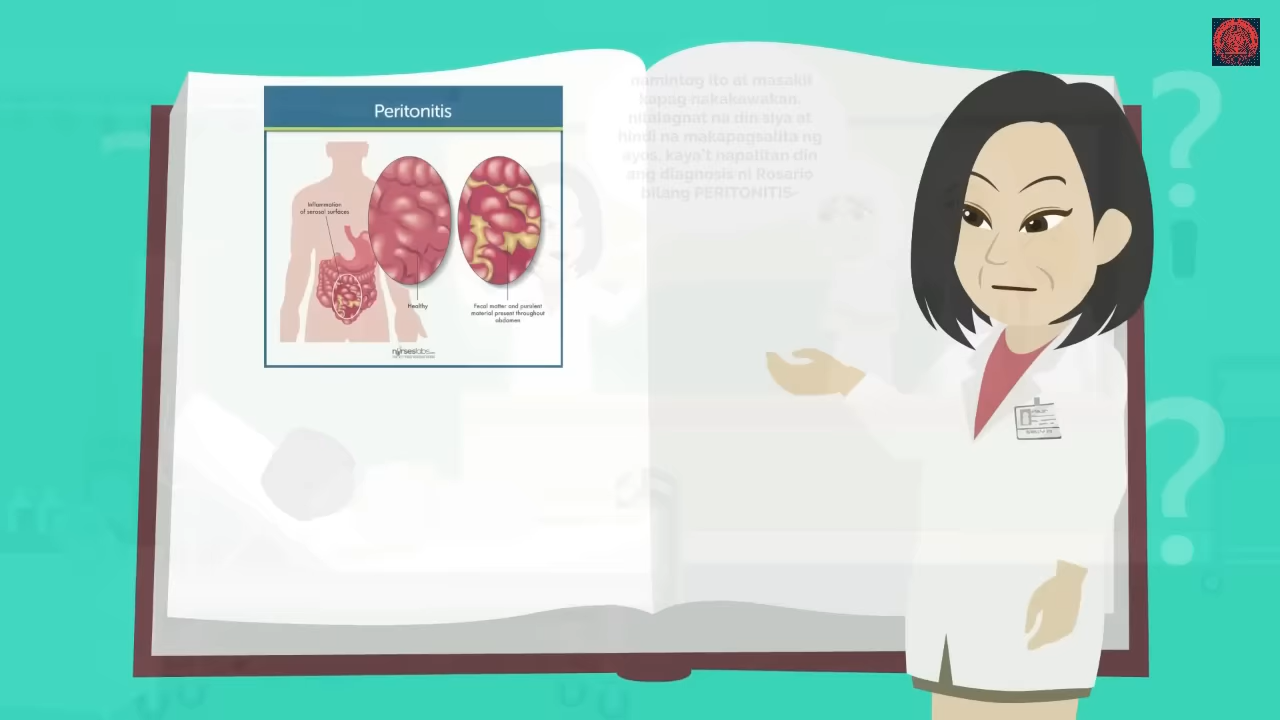 Peritonitis
Inflammation
of serosal surfaces
Healthy
Fecal matter and purulent
material present throughout
abdomen
nurseslabs
namintog ito at masakit
kapag nakakawakan.
nilalagnat na din siya at
hindi na makapagsalita ng
ayos, kaya't napalitan din
ang diagnosis ni Rosario
bilang PERITONITIS-
?
?